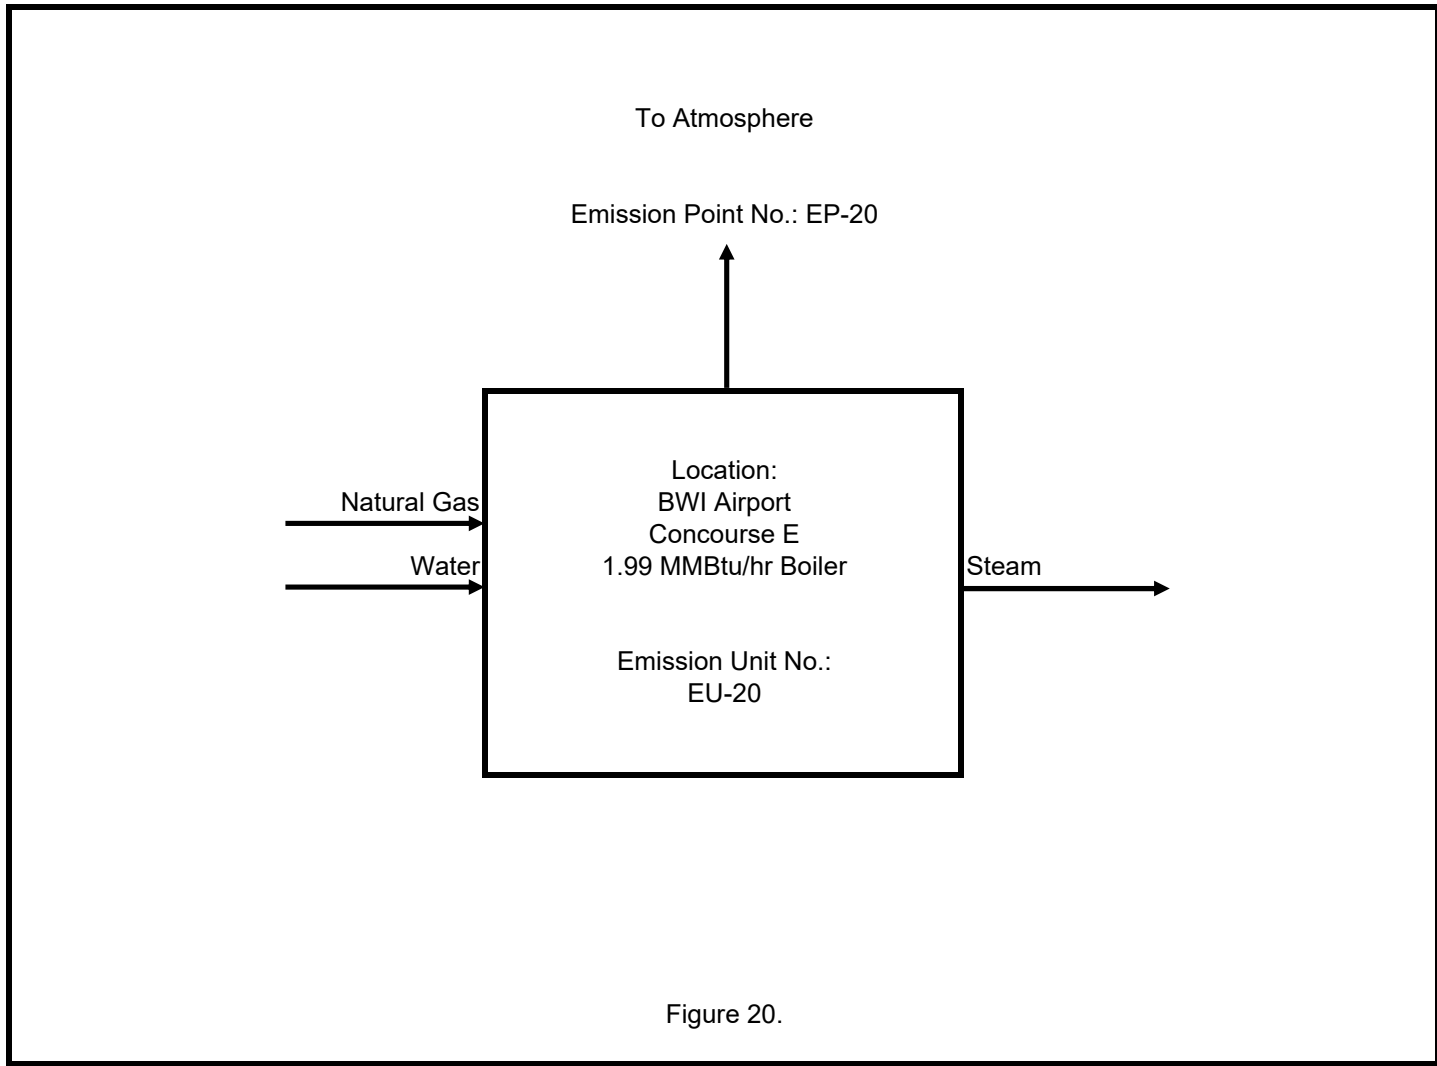 To Atmosphere
Emission Point No.: EP-20
Location:
BWI Airport
Concourse E
1.99 MMBtu/hr Boiler
Emission Unit No.:
EU-20
Natural Gas
Water
Steam
Figure 20.